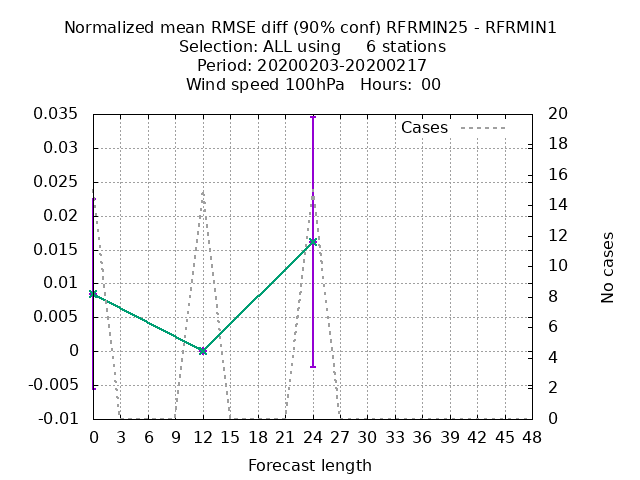 Normalized mean RMSE diff (90% conf) RFRMIN25 - RFRMIN1
Selection: ALL using     6 stations
Period: 20200203-20200217
Wind speed 100hPa   Hours:  00
0.035
0.03
0.025
0.02
0.015
0.01
0.005
0
-0.005
-0.01
Cases
20
18
16
14
12
10
8
6
4
2
0
No cases
0 3 6 9 12 15 18 21 24 27 30 33 36 39 42 45 48
Forecast length